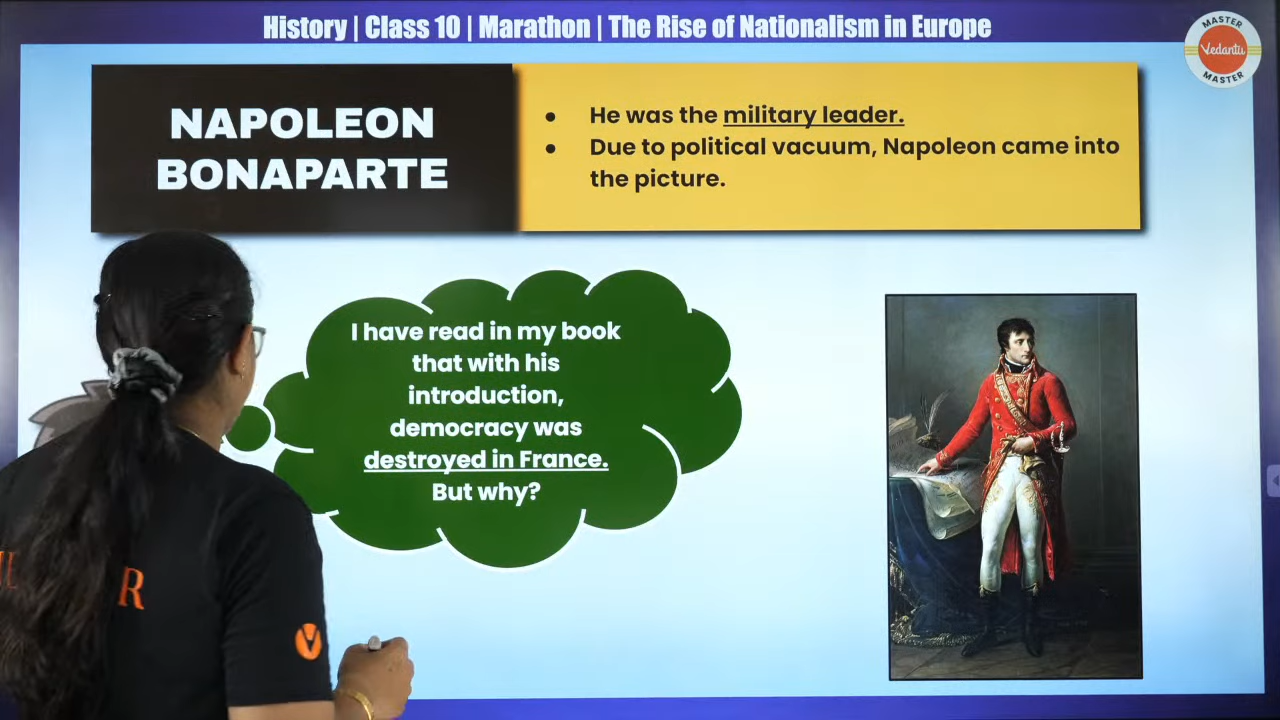 History | Class 10 | Marathon | The Rise of Nationalism in Europe
MASTER
Vedantu
MASTER
NAPOLEON
BONAPARTE
● He was the military leader.
● Due to political vacuum, Napoleon came into
the picture.
I have read in my book
that with his
introduction,
democracy was
destroyed in France.
But why?
R